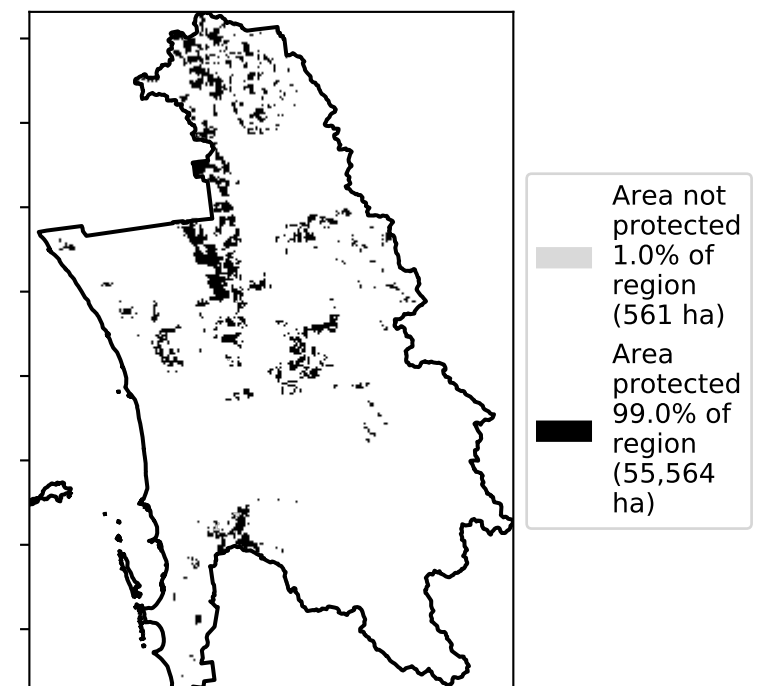 Area not
protected
1.0% of
region
(561 ha)
Area
protected
99.0% of
region
(55,564
ha)